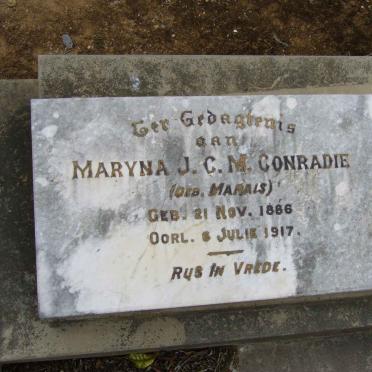 Ter Gedagtenis
aan
MARYNA J. C. M. CONRADIE
(GEB. MARAIS)
GEB. 21 NOV. 1886
OORL. 6 JULIE 1917.
RUS IN VREDE.